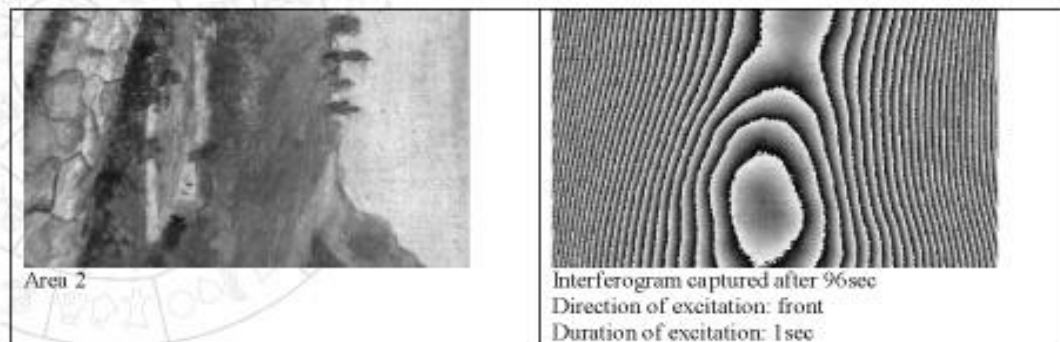 Area 2
Interferogram captured after 96sec
Direction of excitation: front
Duration of excitation: 1sec